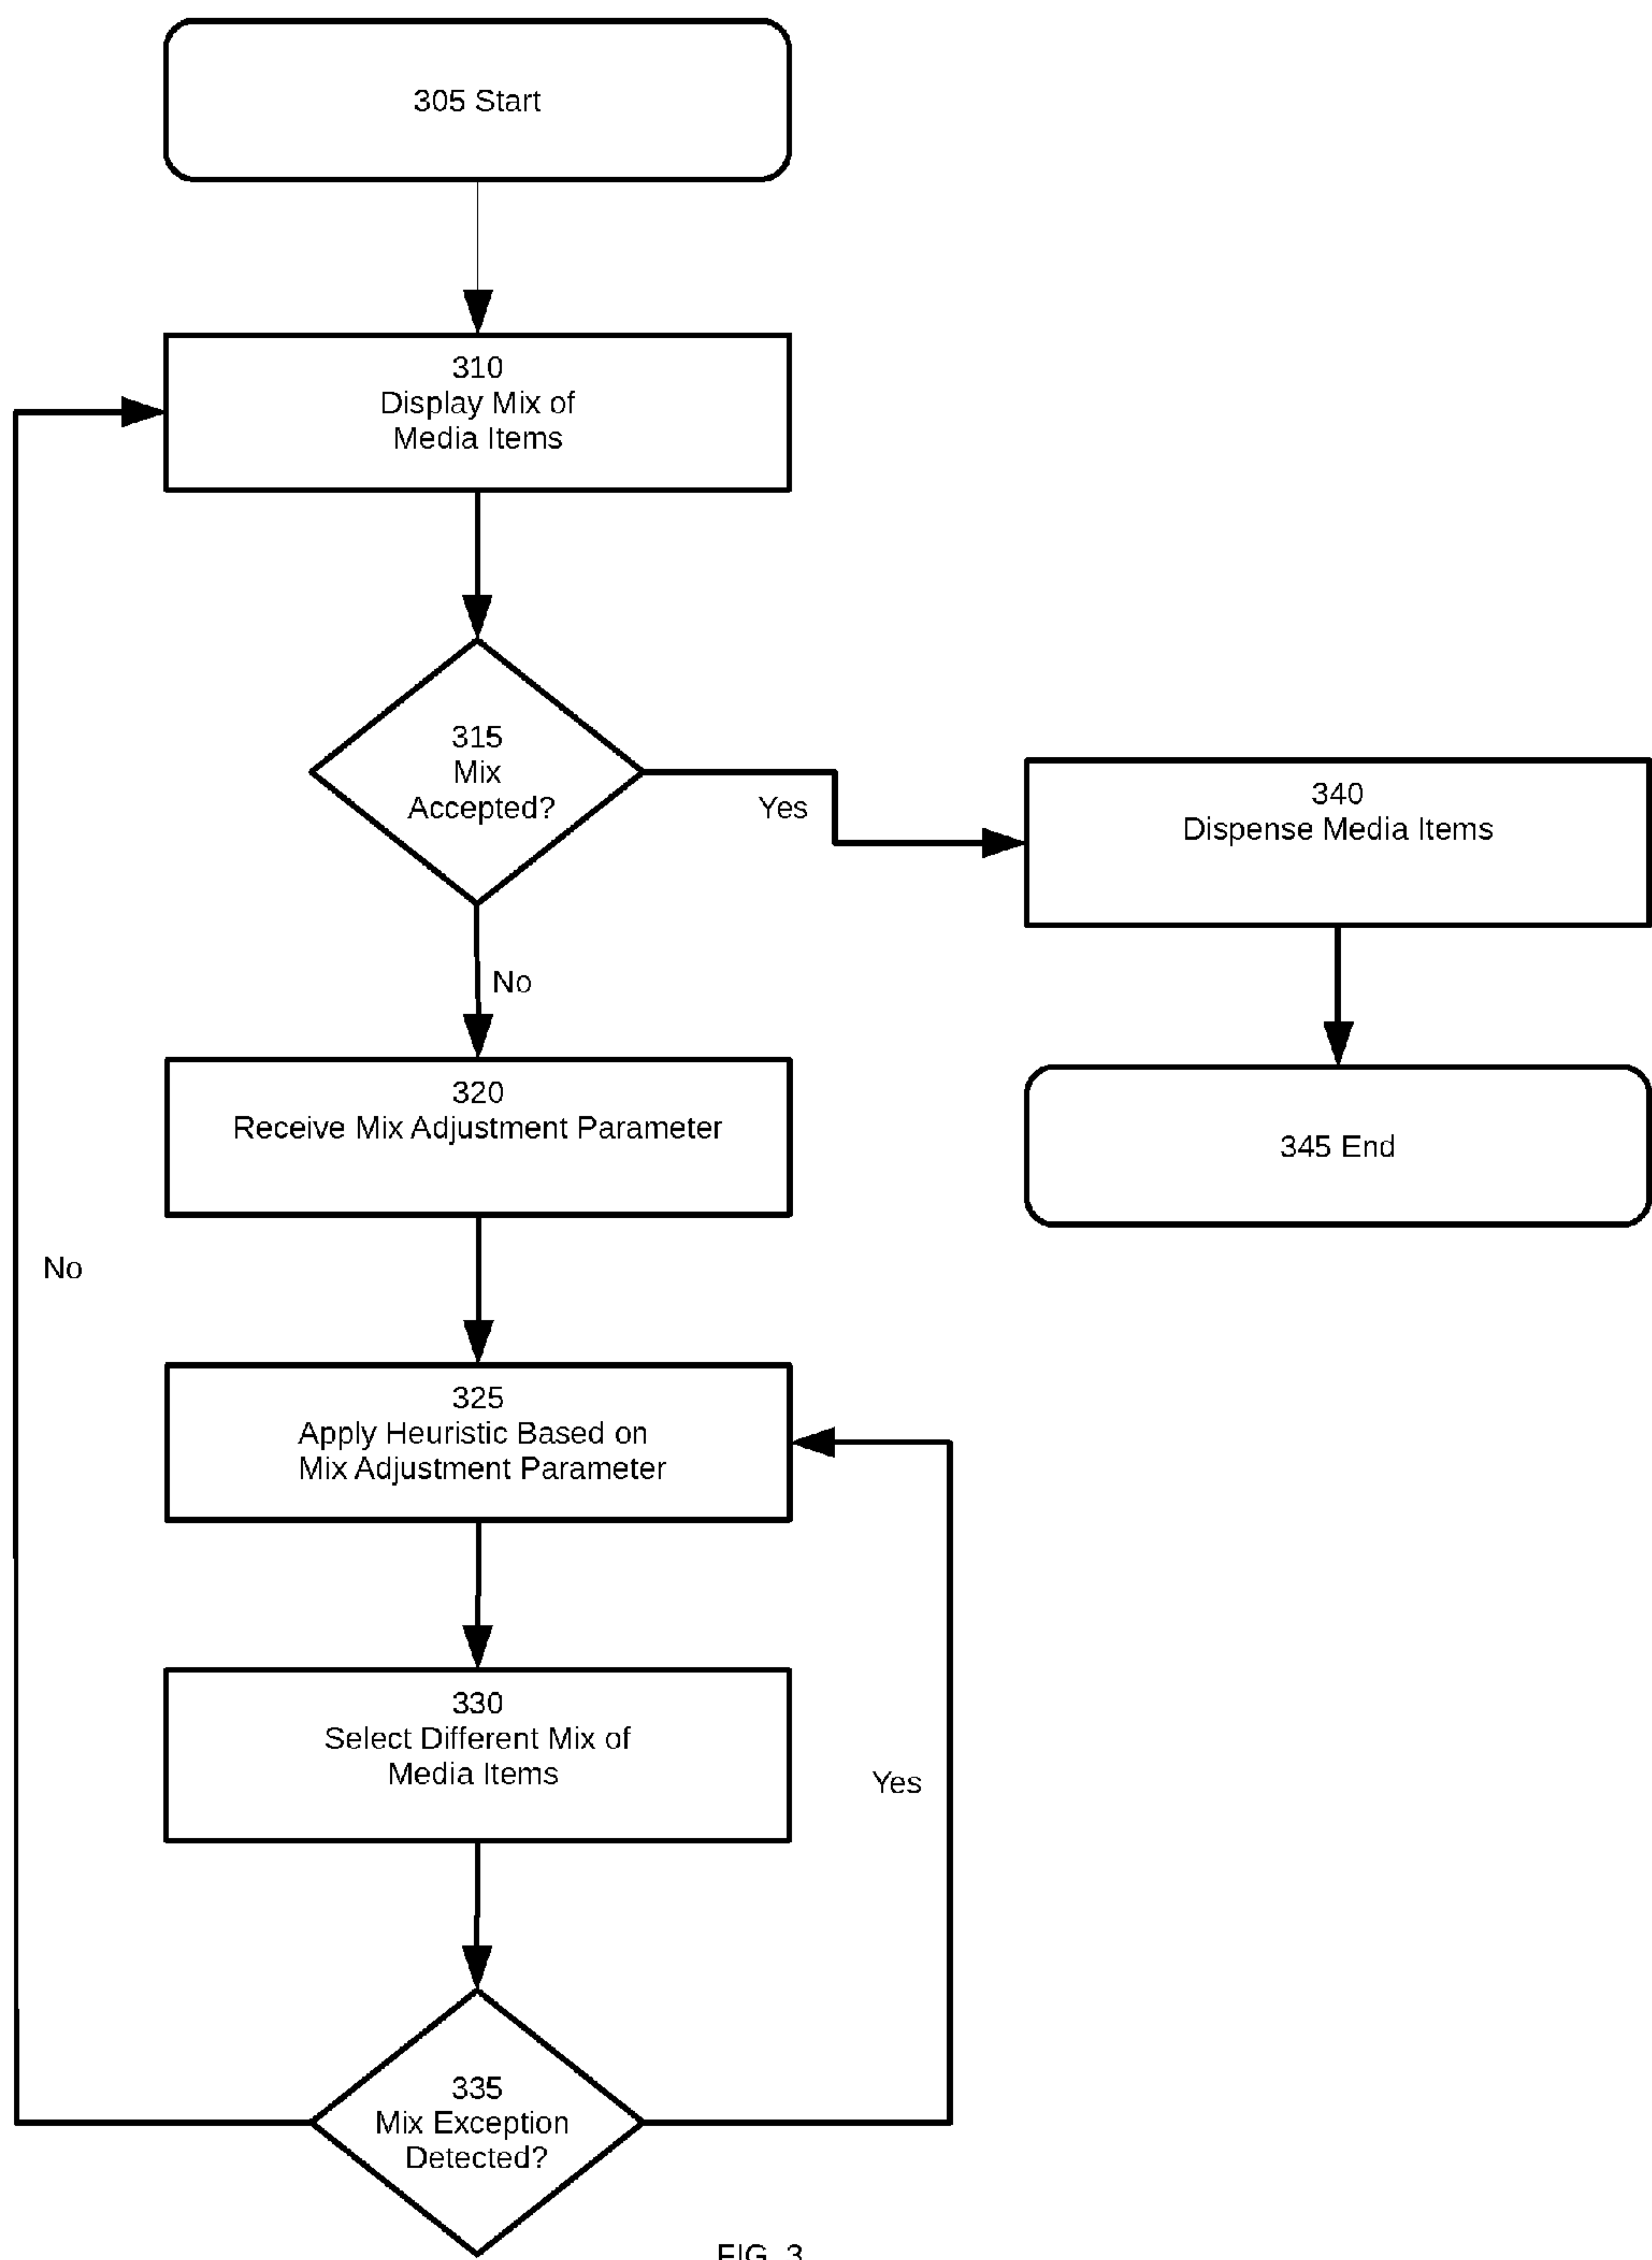 305 Start
310
Display Mix of
Media Items
315
Mix
Accepted?
Yes
340
Dispense Media Items
No
320
Receive Mix Adjustment Parameter
345 End
No
325
Apply Heuristic Based on
Mix Adjustment Parameter
330
Select Different Mix of
Media Items
Yes
335
Mix Exception
Detected?
FIG. 3